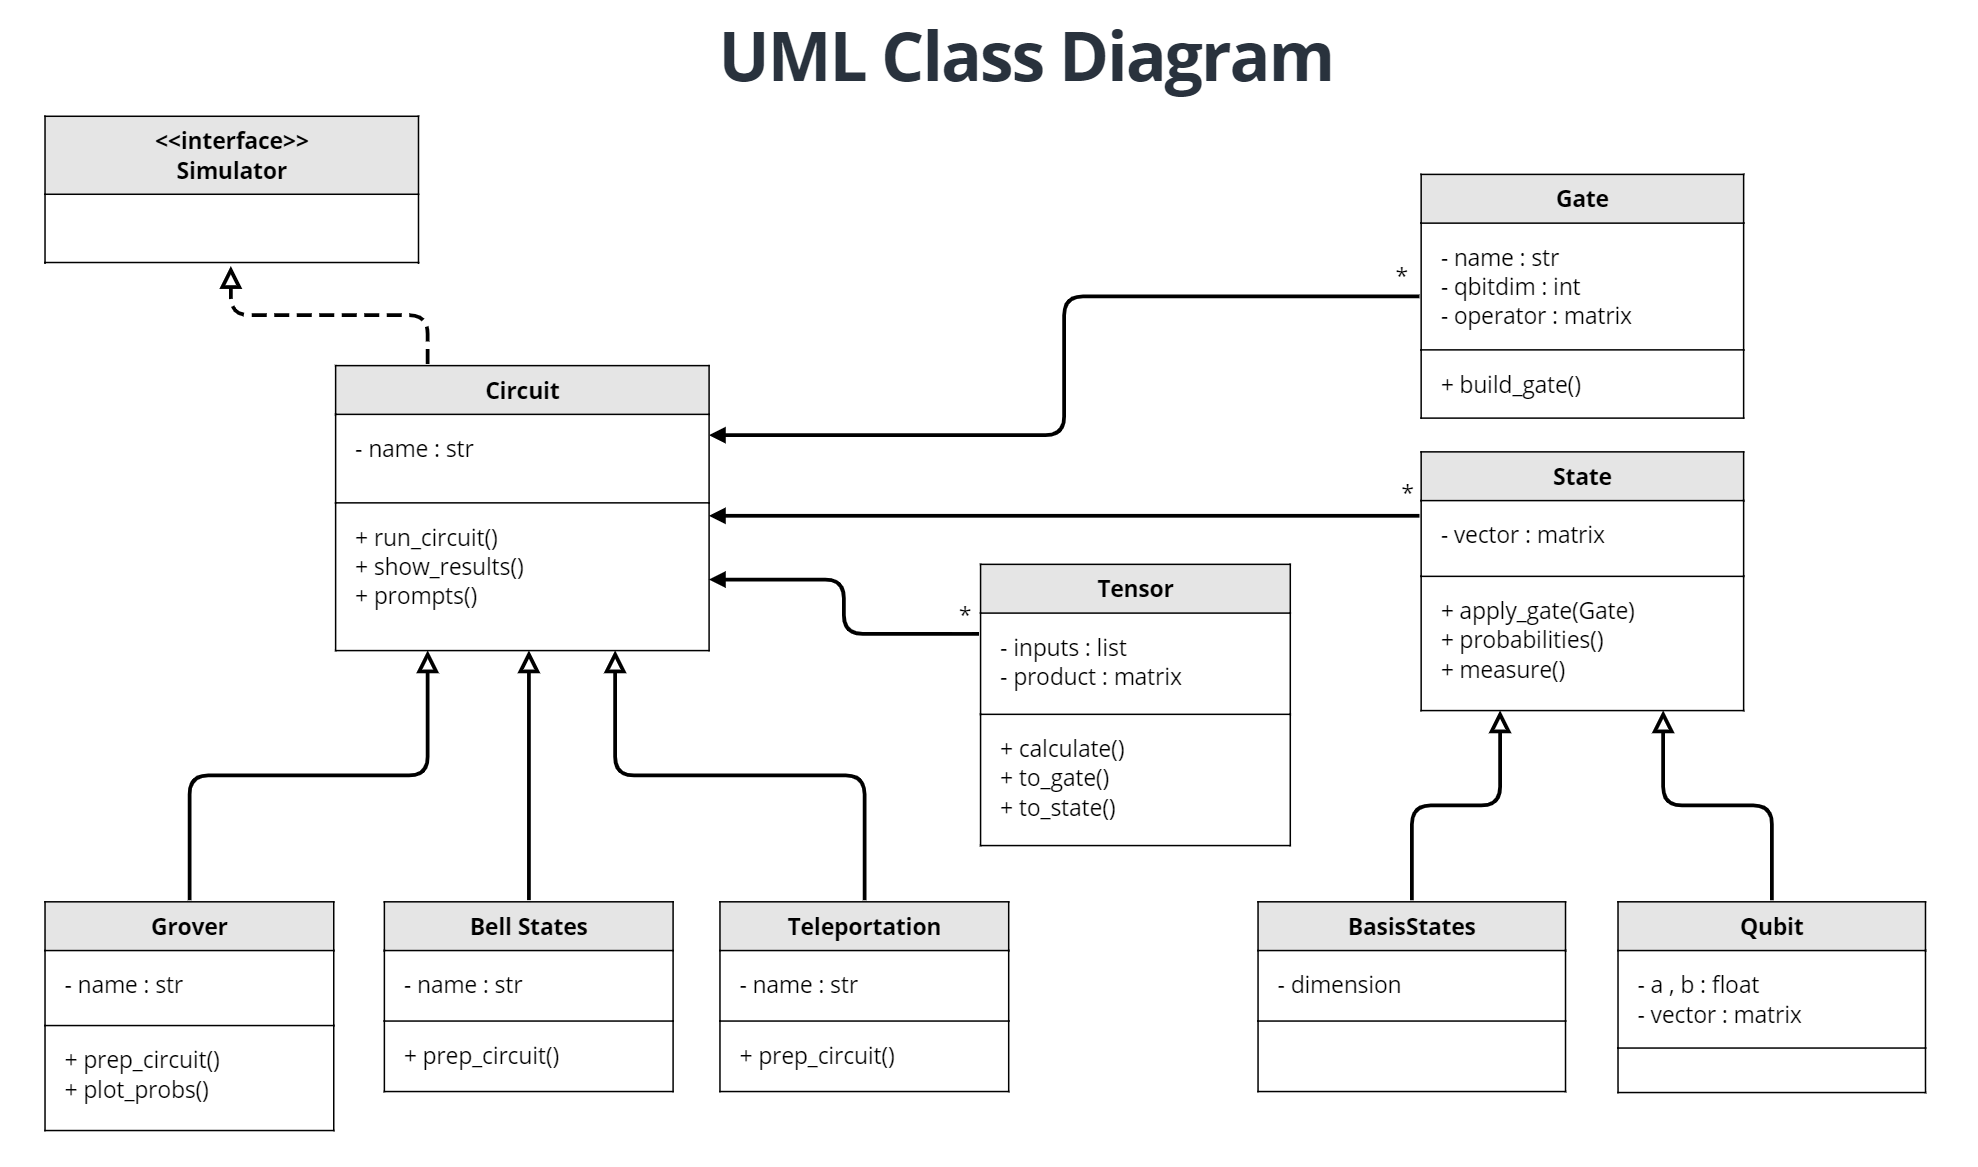 UML Class Diagram
<<interface>>
Simulator
Circuit
- name : str
+ run_circuit()
+ show_results()
+ prompts()
*
Gate
- name : str
- qbitdim : int
- operator : matrix
+ build_gate()
*
State
- vector : matrix
+ apply_gate(Gate)
+ probabilities()
+ measure()
*
Tensor
- inputs : list
- product : matrix
+ calculate()
+ to_gate()
+ to_state()
Grover
- name : str
+ prep_circuit()
+ plot_probs()
Bell States
- name : str
+ prep_circuit()
Teleportation
- name : str
+ prep_circuit()
BasisStates
- dimension
Qubit
- a , b : float
- vector : matrix